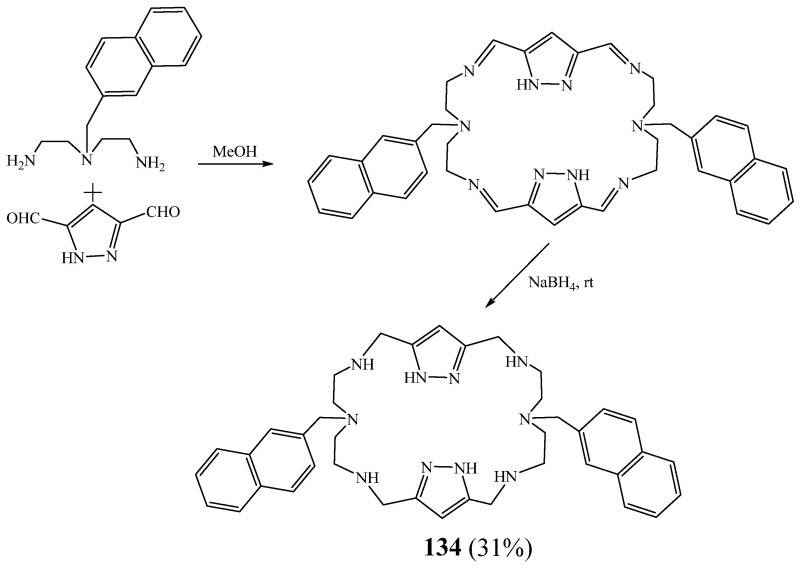 H2N N NH2
MeOH
OHC CHO
HN N
N N
HN N
N N
N NH
N N
NaBH4, rt
NH HN
HN N
N N
N NH
NH HN
134 (31%)